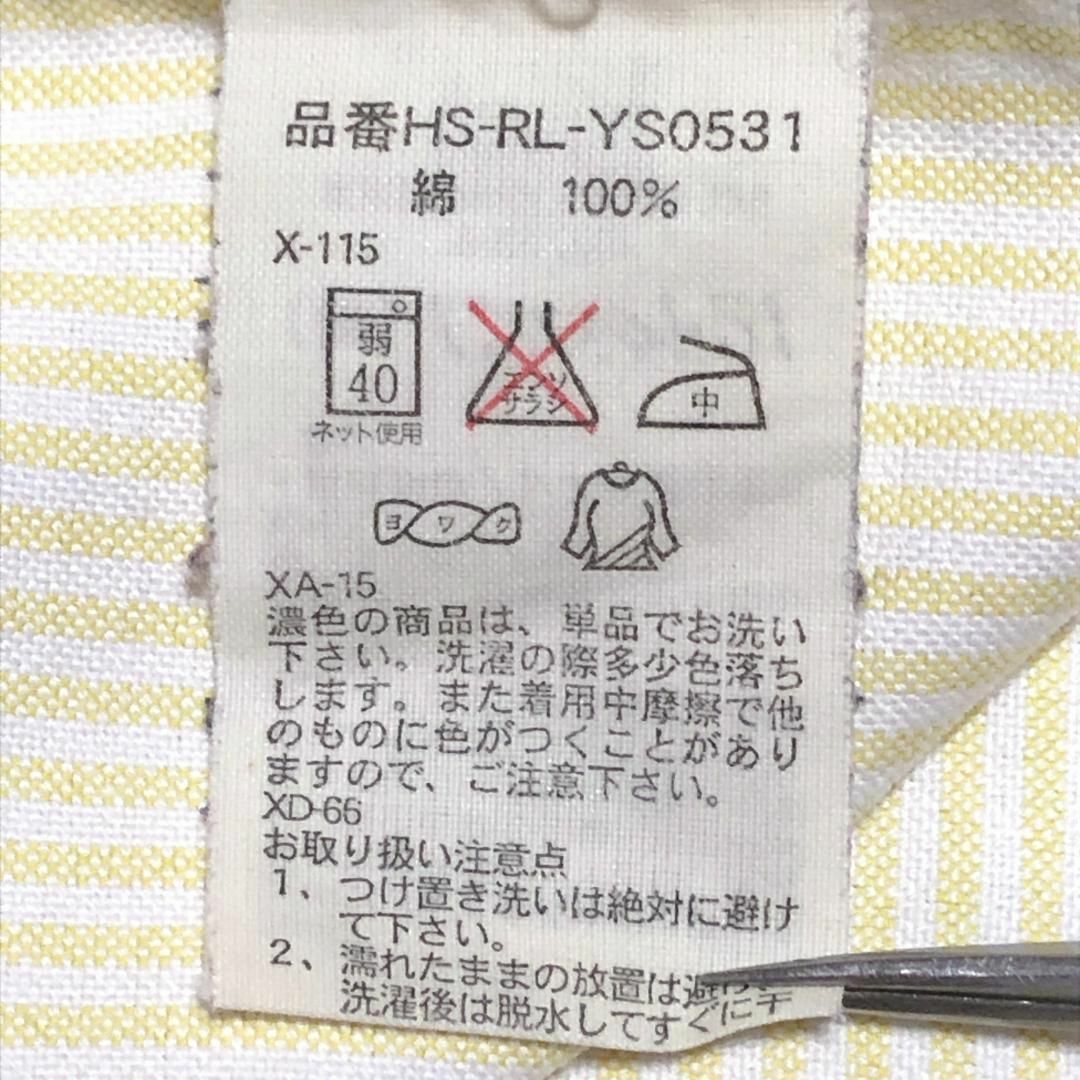 品番HS-RL-YS0531
綿 100%
X-115
弱
40
ネット使用
エンソ
サラシ
中
ヨワク
XA-15
濃色の商品は、単品でお洗い
下さい。洗濯の際多少色落ち
します。また着用中摩擦で他
のものに色がつくことがあり
ますので、ご注意下さい。
XD-66
お取り扱い注意点
1、つけ置き洗いは絶対に避け
て下さい。
2、濡れたままの放置は避け
洗濯後は脱水してすぐに干